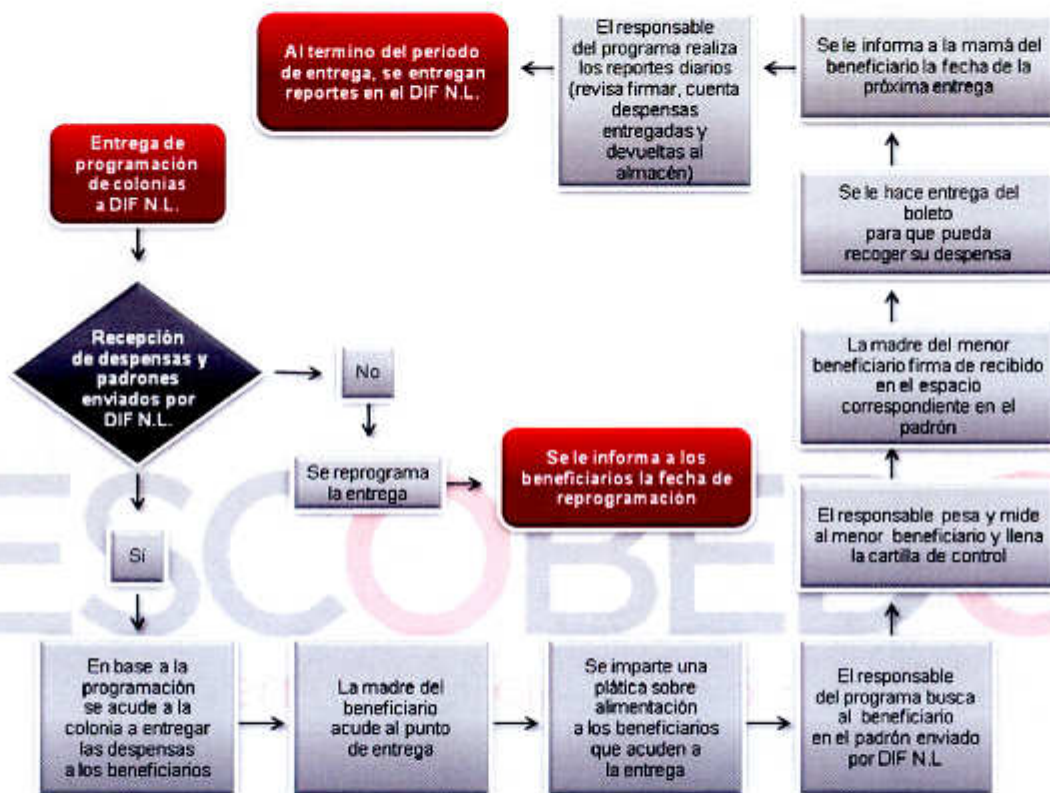 Entrega de
programación
de colonias
a DIF N.L.
Recepción
de despensas y
padrones
enviados por
DIF N.L.
No
Se reprograma
la entrega
Se le informa a los
beneficiarios la fecha de
reprogramación
Sí
En base a la
programación
se acude a la
colonia a entregar
las despensas
a los beneficiarios
La madre del
beneficiario
acude al punto
de entrega
Se imparte una
plática sobre
alimentación
a los beneficiarios
que acuden a
la entrega
El responsable
del programa busca
al beneficiario
en el padrón enviado
por DIF N.L
El responsable pesa y mide
al menor beneficiario y llena
la cartilla de control
La madre del menor
beneficiario firma de recibido
en el espacio
correspondiente en el
padrón
Se le hace entrega del
boleto
para que pueda
recoger su despensa
Se le informa a la mamá del
beneficiario la fecha de la
próxima entrega
El responsable
del programa realiza
los reportes diarios
(revisa firmar, cuenta
despensas
entregadas y
devueltas al
almacén)
Al termino del periodo
de entrega, se entregan
reportes en el DIF N.L.
ESCOBEDO